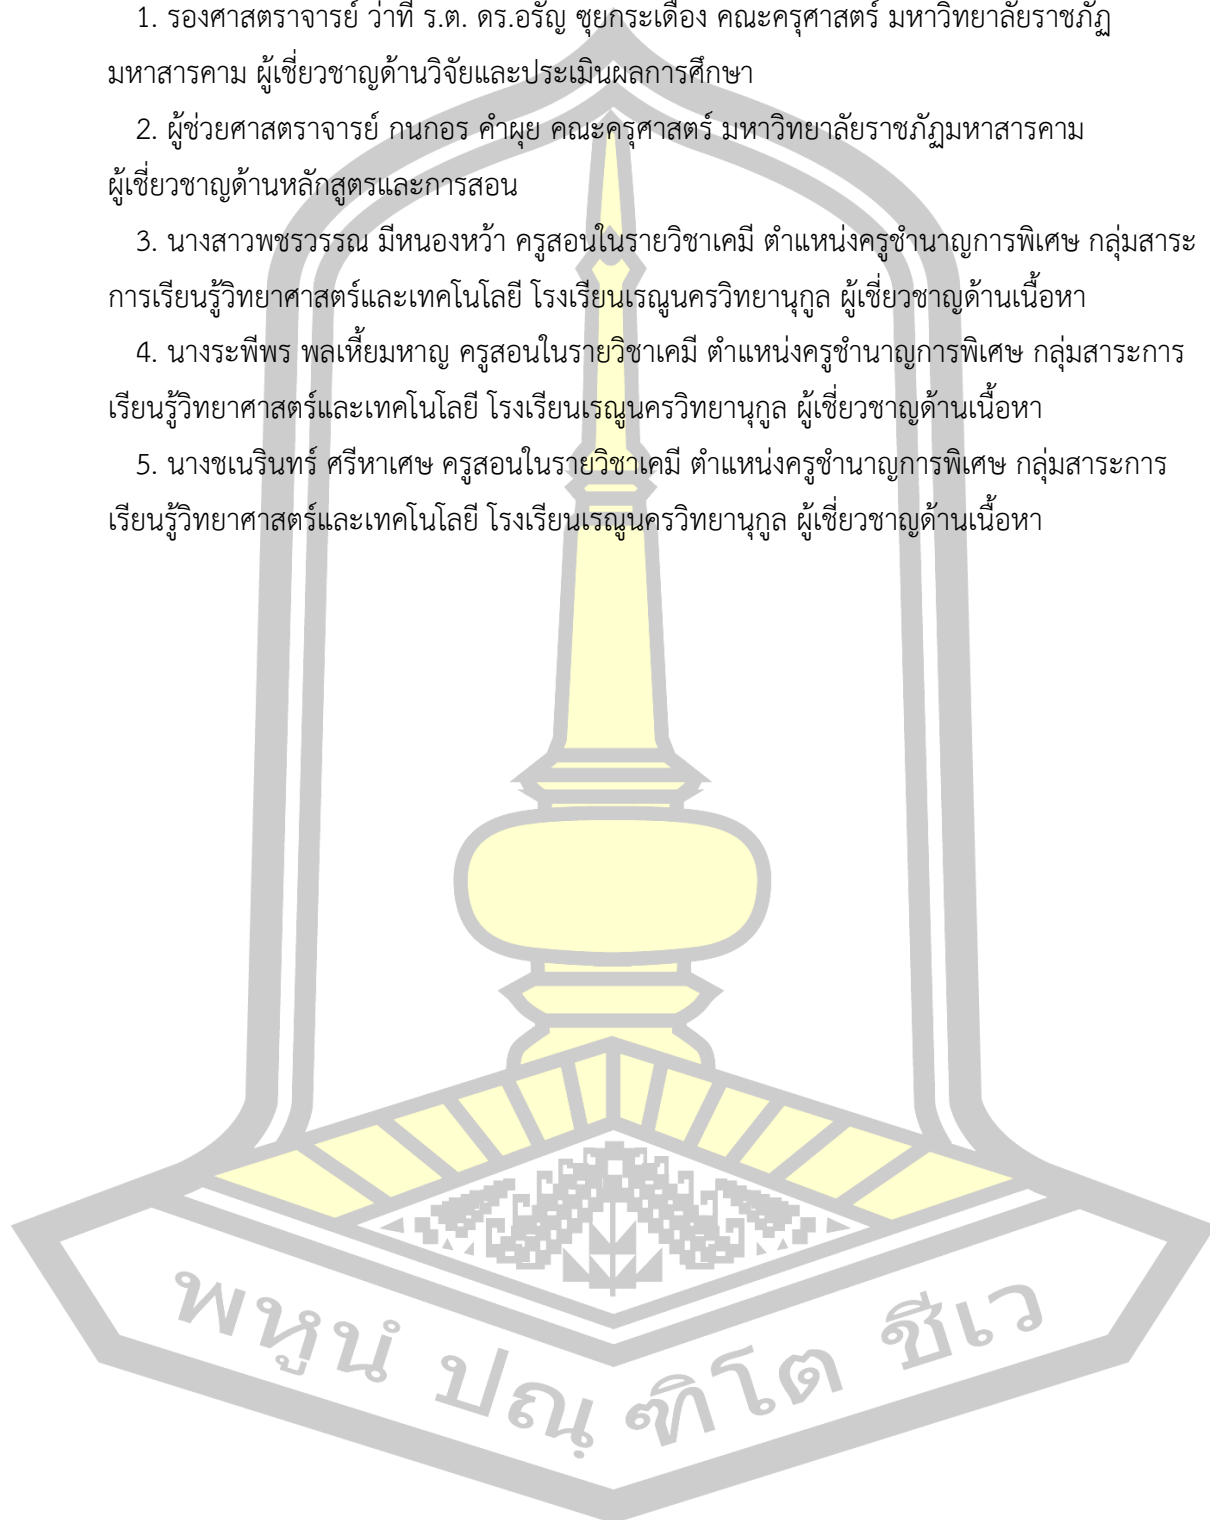 1. รองศาสตราจารย์ ว่าที่ ร.ต. ดร.อรัญ ซุยกระเดื่อง คณะครุศาสตร์ มหาวิทยาลัยราชภัฏ
มหาสารคาม ผู้เชี่ยวชาญด้านวิจัยและประเมินผลการศึกษา
2. ผู้ช่วยศาสตราจารย์ กนกอร คำผุย คณะครุศาสตร์ มหาวิทยาลัยราชภัฏมหาสารคาม
ผู้เชี่ยวชาญด้านหลักสูตรและการสอน
3. นางสาวพชรวรรณ มีหนองหว้า ครูสอนในรายวิชาเคมี ตำแหน่งครูชำนาญการพิเศษ กลุ่มสาระ
การเรียนรู้วิทยาศาสตร์และเทคโนโลยี โรงเรียนเรณูนครวิทยานุกูล ผู้เชี่ยวชาญด้านเนื้อหา
4. นางระพีพร พลเหี้ยมหาญ ครูสอนในรายวิชาเคมี ตำแหน่งครูชำนาญการพิเศษ กลุ่มสาระการ
เรียนรู้วิทยาศาสตร์และเทคโนโลยี โรงเรียนเรณูนครวิทยานุกูล ผู้เชี่ยวชาญด้านเนื้อหา
5. นางชเนรินทร์ ศรีหาเศษ ครูสอนในรายวิชาเคมี ตำแหน่งครูชำนาญการพิเศษ กลุ่มสาระการ
เรียนรู้วิทยาศาสตร์และเทคโนโลยี โรงเรียนเรณูนครวิทยานุกูล ผู้เชี่ยวชาญด้านเนื้อหา
พหูนํ ปณฺฑิโต ชีเว